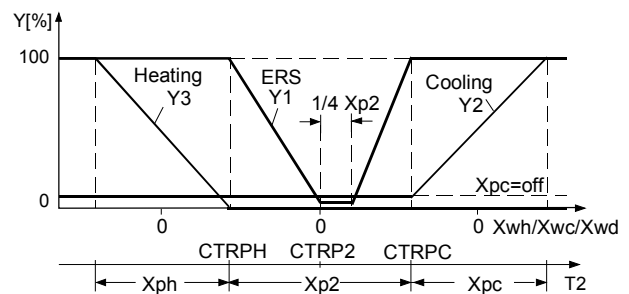 Y[%]
100
Heating
Y3
ERS
Y1
1/4 Xp2
Cooling
Y2
Xpc=off
0
0 0 0 Xwh/Xwc/Xwd
CTRPH CTRP2 CTRPC
Xph Xp2 Xpc T2